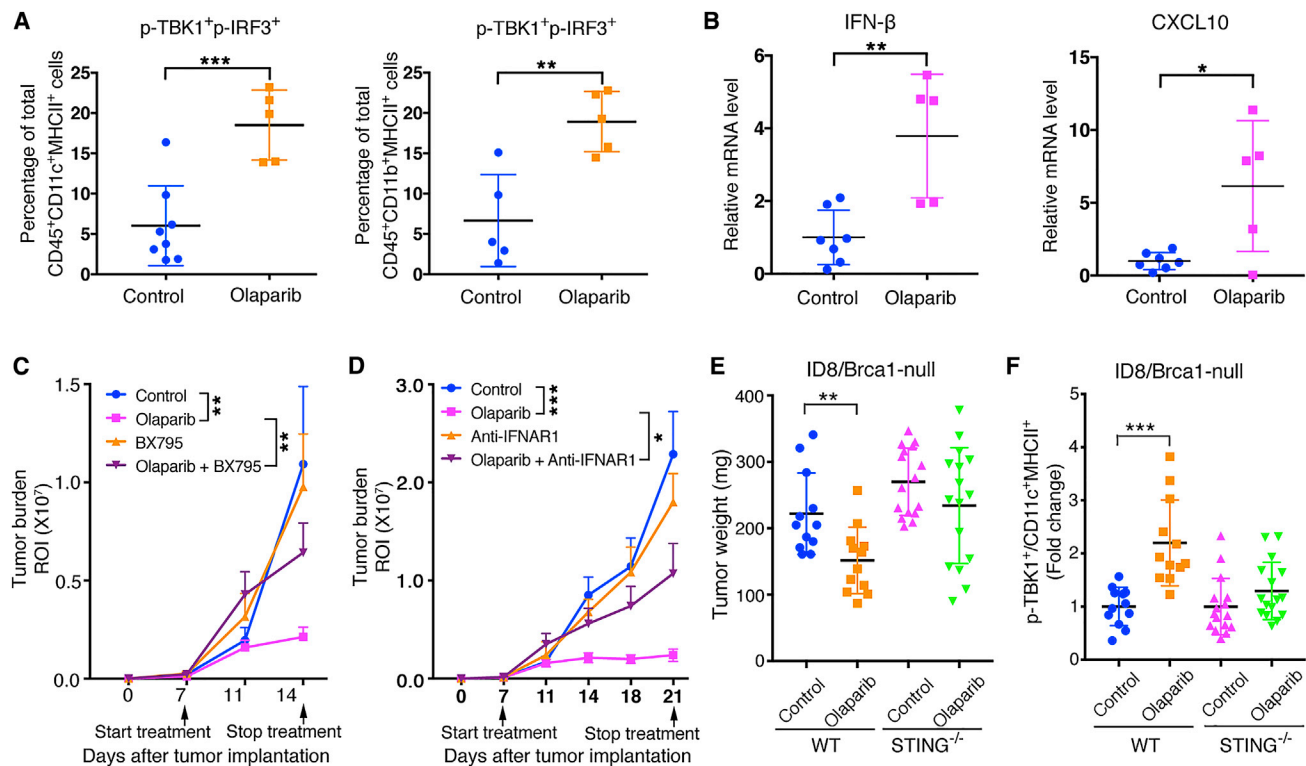 A
p-TBK1⁺p-IRF3⁺
***
Percentage of total
CD45⁺CD11c⁺MHCII⁺ cells
25
20
15
10
5
0
Control
Olaparib
p-TBK1⁺p-IRF3⁺
**
Percentage of total
CD45⁺CD11b⁺MHCII⁺ cells
25
20
15
10
5
0
Control
Olaparib
B
IFN-β
**
Relative mRNA level
6
4
2
0
Control
Olaparib
CXCL10
*
Relative mRNA level
15
10
5
0
Control
Olaparib
C
Tumor burden
ROI (X10⁷)
1.5
1.0
0.5
0.0
Control
Olaparib
BX795
Olaparib + BX795
**
**
0
7
11
14
Start treatment
Stop treatment
Days after tumor implantation
D
Tumor burden
ROI (X10⁷)
3.0
2.0
1.0
0.0
Control
Olaparib
Anti-IFNAR1
Olaparib + Anti-IFNAR1
***
*
0
7
11
14
18
21
Start treatment
Stop treatment
Days after tumor implantation
E
ID8/Brca1-null
**
Tumor weight (mg)
400
300
200
100
0
Control
Olaparib
Control
Olaparib
WT
STING⁻/⁻
F
ID8/Brca1-null
***
p-TBK1⁺/CD11c⁺MHCII⁺
(Fold change)
5
4
3
2
1
0
Control
Olaparib
Control
Olaparib
WT
STING⁻/⁻